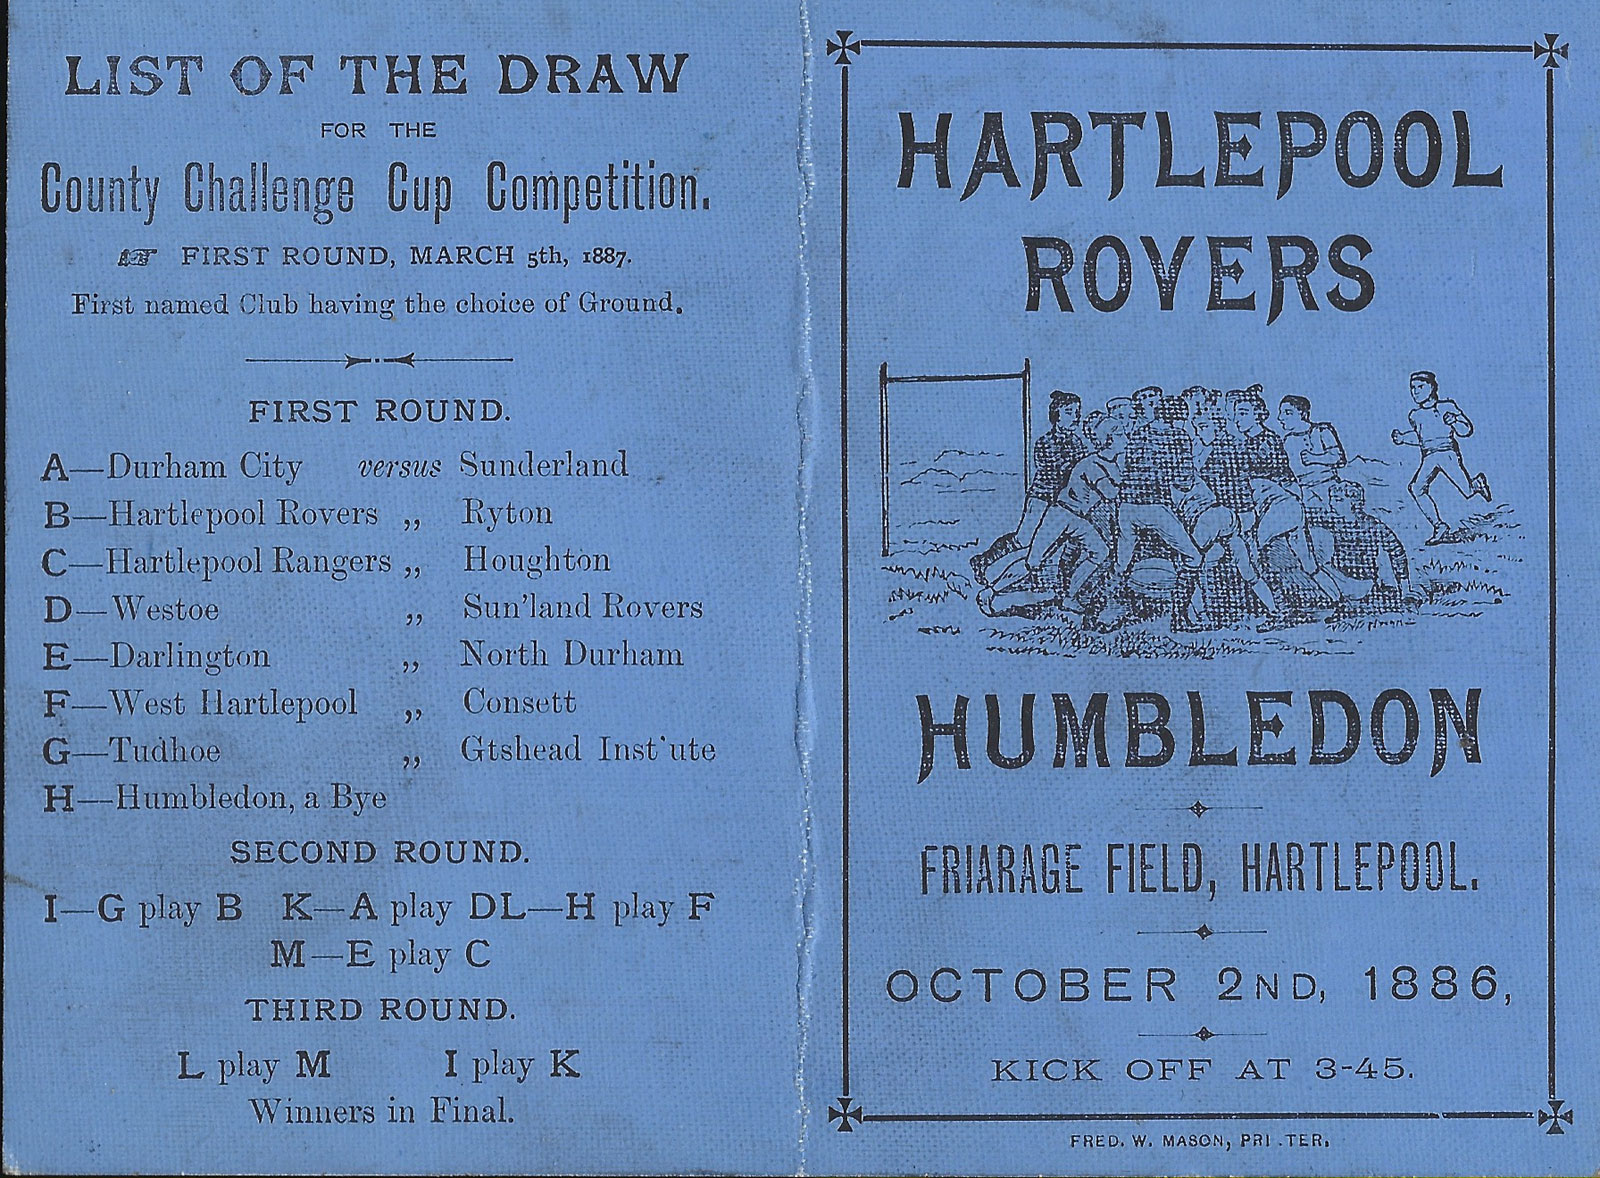 LIST OF THE DRAW
FOR THE
County Challenge Cup Competition.
☞ FIRST ROUND, MARCH 5th, 1887.
First named Club having the choice of Ground.
FIRST ROUND.
A—Durham City versus Sunderland
B—Hartlepool Rovers ,, Ryton
C—Hartlepool Rangers ,, Houghton
D—Westoe ,, Sun'land Rovers
E—Darlington ,, North Durham
F—West Hartlepool ,, Consett
G—Tudhoe ,, Gtshead Inst'ute
H—Humbledon, a Bye
SECOND ROUND.
I—G play B K—A play D L—H play F
M—E play C
THIRD ROUND.
L play M I play K
Winners in Final.
HARTLEPOOL
ROVERS
HUMBLEDON
FRIARAGE FIELD, HARTLEPOOL.
OCTOBER 2ND, 1886,
KICK OFF AT 3-45.
FRED. W. MASON, PRI .TER.